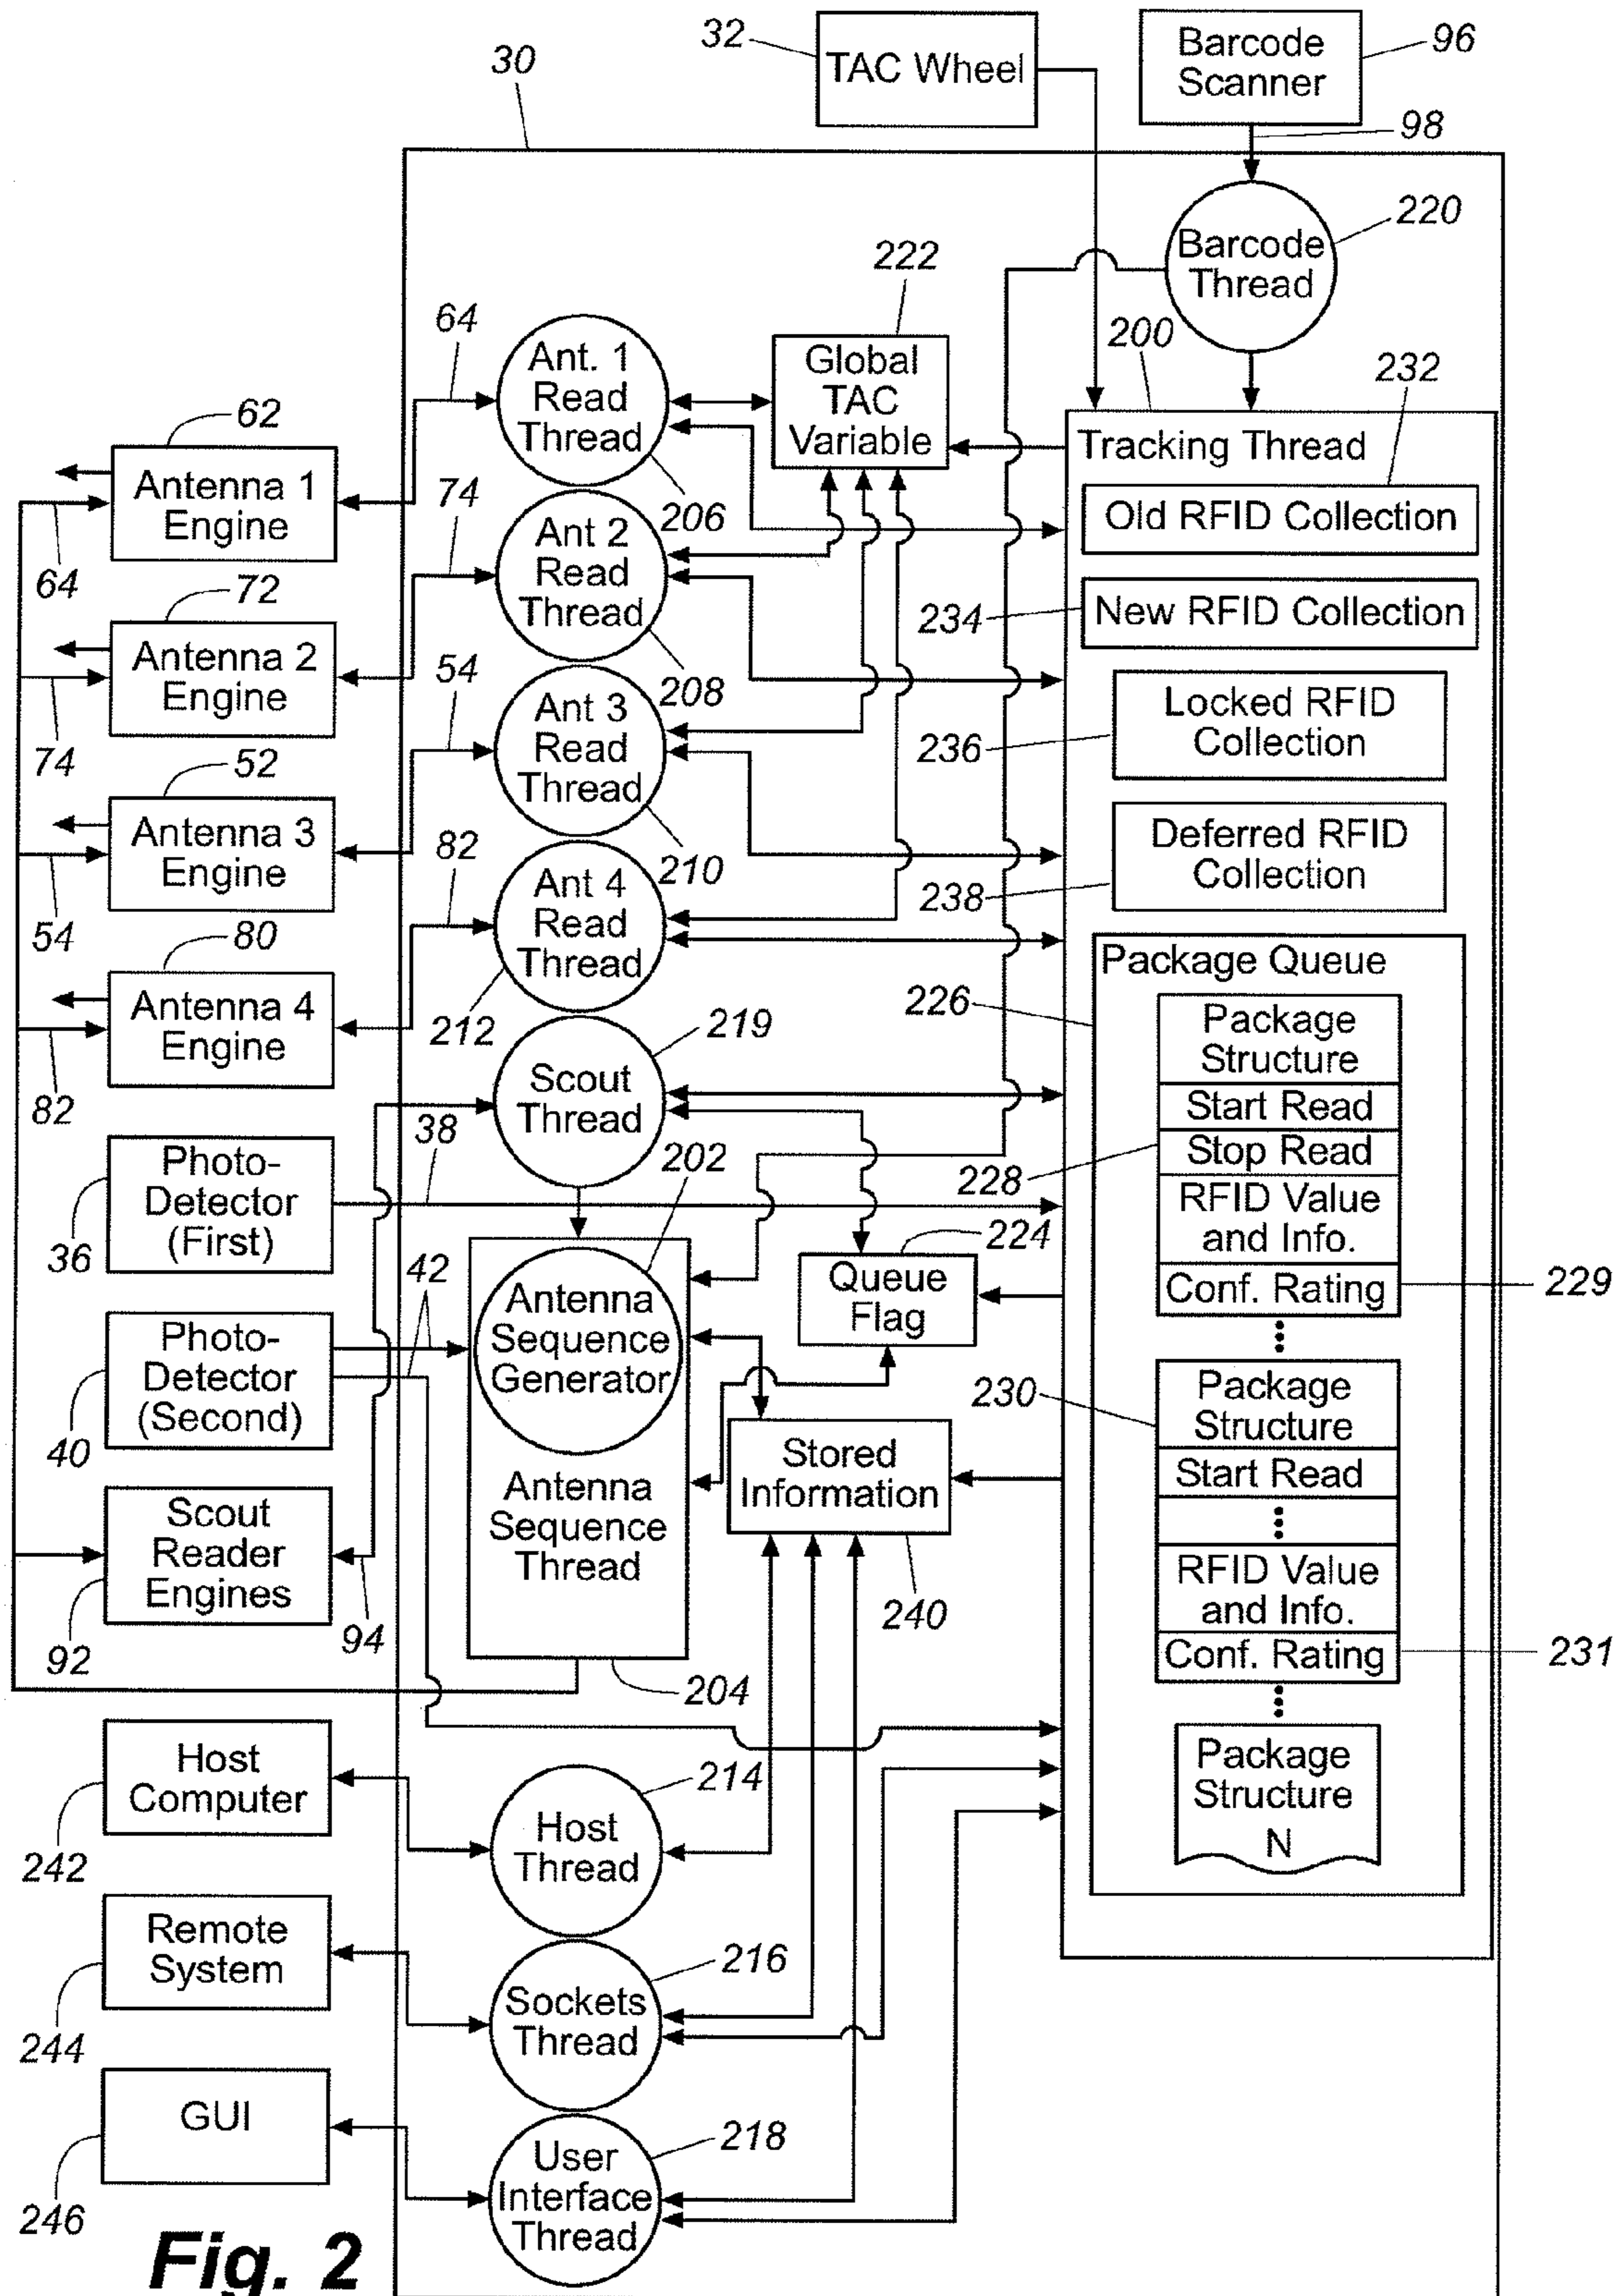 32
TAC Wheel
Barcode
Scanner
96
30
98
Barcode
Thread
220
222
200
232
64
Ant. 1
Read
Thread
206
Global
TAC
Variable
Tracking Thread
62
Antenna 1
Engine
64
Old RFID Collection
74
Ant 2
Read
Thread
208
234
New RFID Collection
72
Antenna 2
Engine
74
54
Ant 3
Read
Thread
210
Locked RFID
Collection
236
52
Antenna 3
Engine
54
82
Ant 4
Read
Thread
212
Deferred RFID
Collection
238
80
Antenna 4
Engine
82
Package Queue
226
Package
Structure
Start Read
Stop Read
228
RFID Value
and Info.
Conf. Rating
229
219
Scout
Thread
38
202
Photo-
Detector
(First)
36
224
Queue
Flag
42
Antenna
Sequence
Generator
Photo-
Detector
(Second)
40
230
Package
Structure
Start Read
RFID Value
and Info.
Conf. Rating
231
Stored
Information
240
Antenna
Sequence
Thread
204
Scout
Reader
Engines
92
94
Package
Structure
N
Host
Computer
242
214
Host
Thread
Remote
System
244
216
Sockets
Thread
GUI
246
218
User
Interface
Thread
Fig. 2